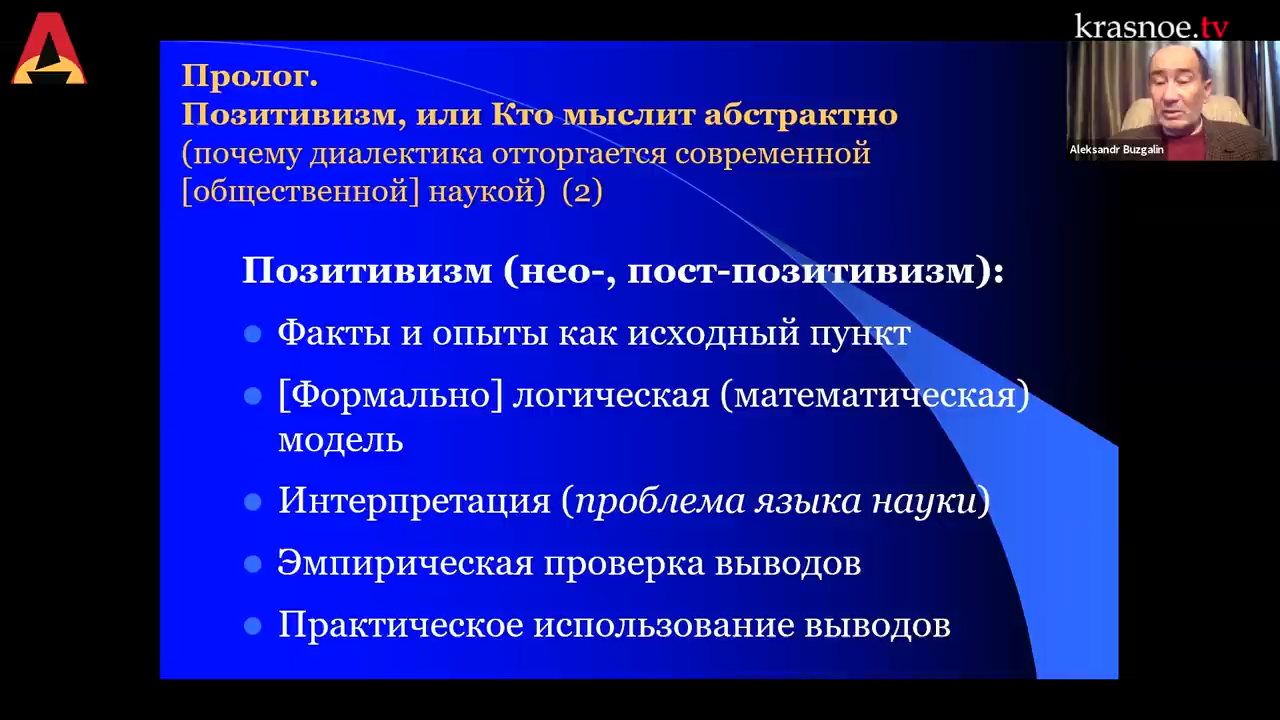 krasnoe.tv
Aleksandr Buzgalin
Пролог.
Позитивизм, или Кто мыслит абстрактно
(почему диалектика отторгается современной
[общественной] наукой) (2)
Позитивизм (нео-, пост-позитивизм):
Факты и опыты как исходный пункт
[Формально] логическая (математическая)
модель
Интерпретация (проблема языка науки)
Эмпирическая проверка выводов
Практическое использование выводов